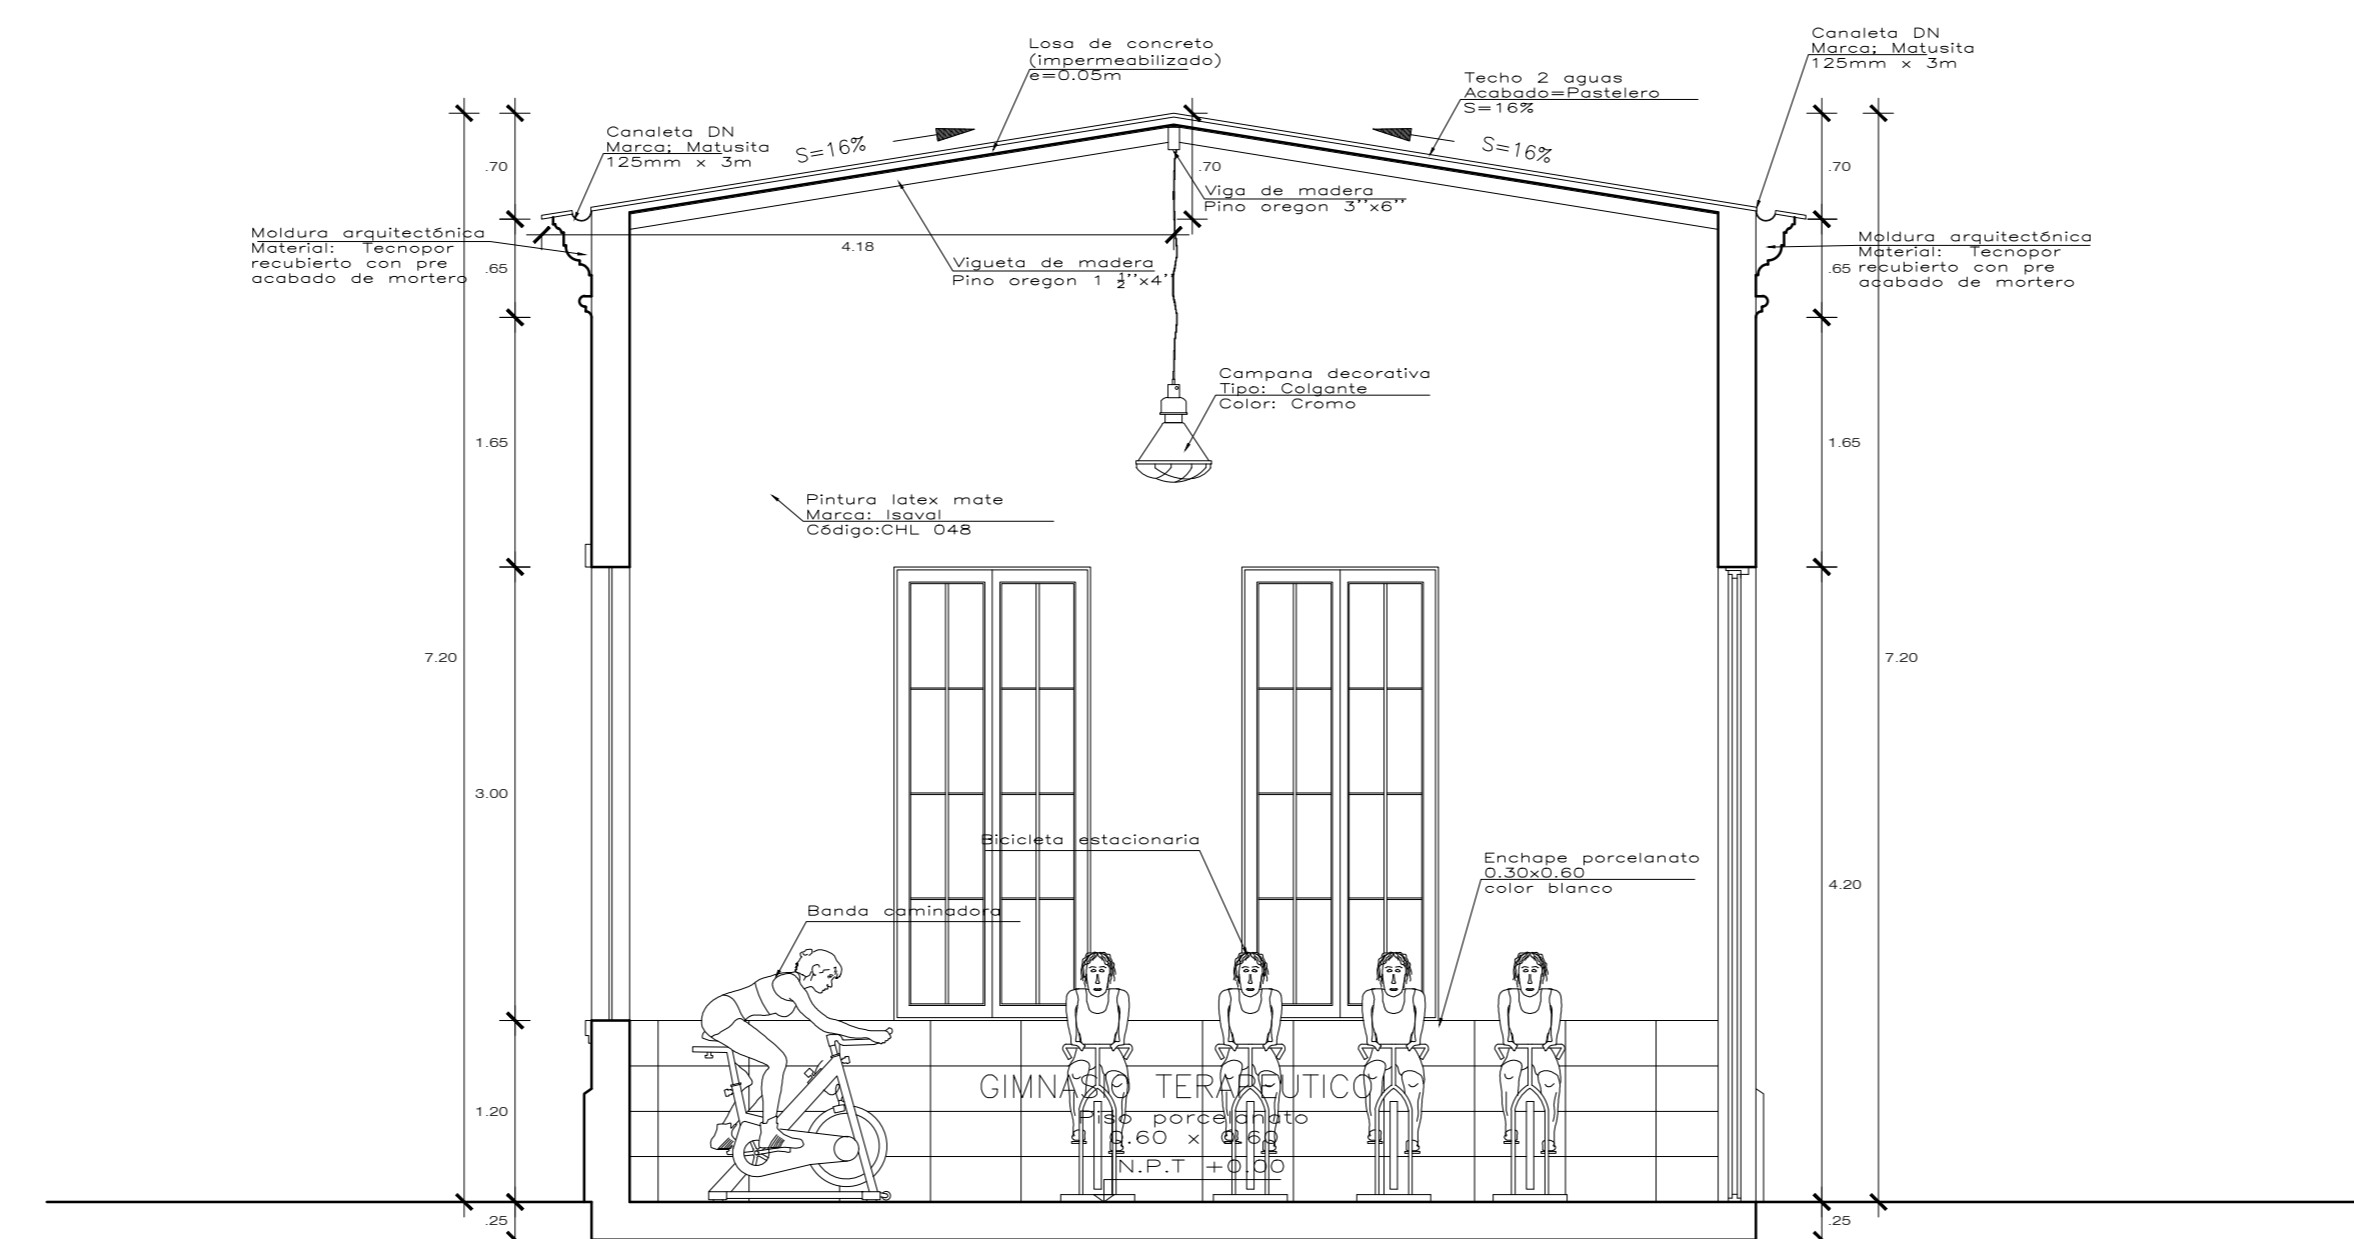 Canaleta DN
Marca; Matusita
125mm x 3m
Losa de concreto
(impermeabilizado)
e=0.05m
Techo 2 aguas
Acabado=Pastelero
S=16%
Canaleta DN
Marca; Matusita
125mm x 3m
S=16%
S=16%
.70
.70
.70
Viga de madera
Pino oregon 3''x6''
Moldura arquitectónica
Material: Tecnopor
recubierto con pre
acabado de mortero
.65
4.18
Vigueta de madera
Pino oregon 1 1/2''x4''
.65
Moldura arquitectónica
Material: Tecnopor
recubierto con pre
acabado de mortero
Campana decorativa
Tipo: Colgante
Color: Cromo
1.65
1.65
Pintura latex mate
Marca: Isaval
Código:CHL 048
7.20
7.20
3.00
Bicicleta estacionaria
Enchape porcelanato
0.30x0.60
color blanco
4.20
Banda caminadora
GIMNASIO TERAPEUTICO
1.20
Piso porcelanato
0.60 x 0.60
N.P.T +0.00
.25
.25